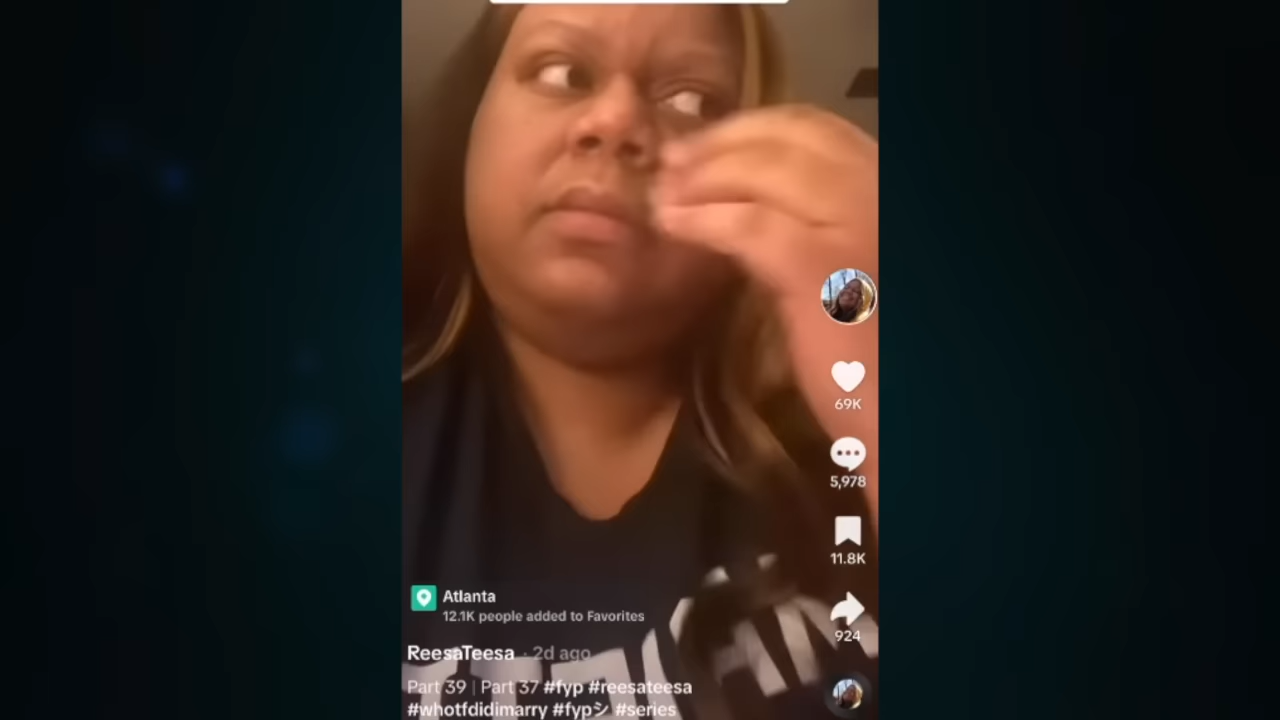 69K
5,978
11.8K
924
Atlanta
12.1K people added to Favorites
ReesaTeesa · 2d ago
Part 39 | Part 37 #fyp #reesateesa
#whotfdidimarry #fypシ #series